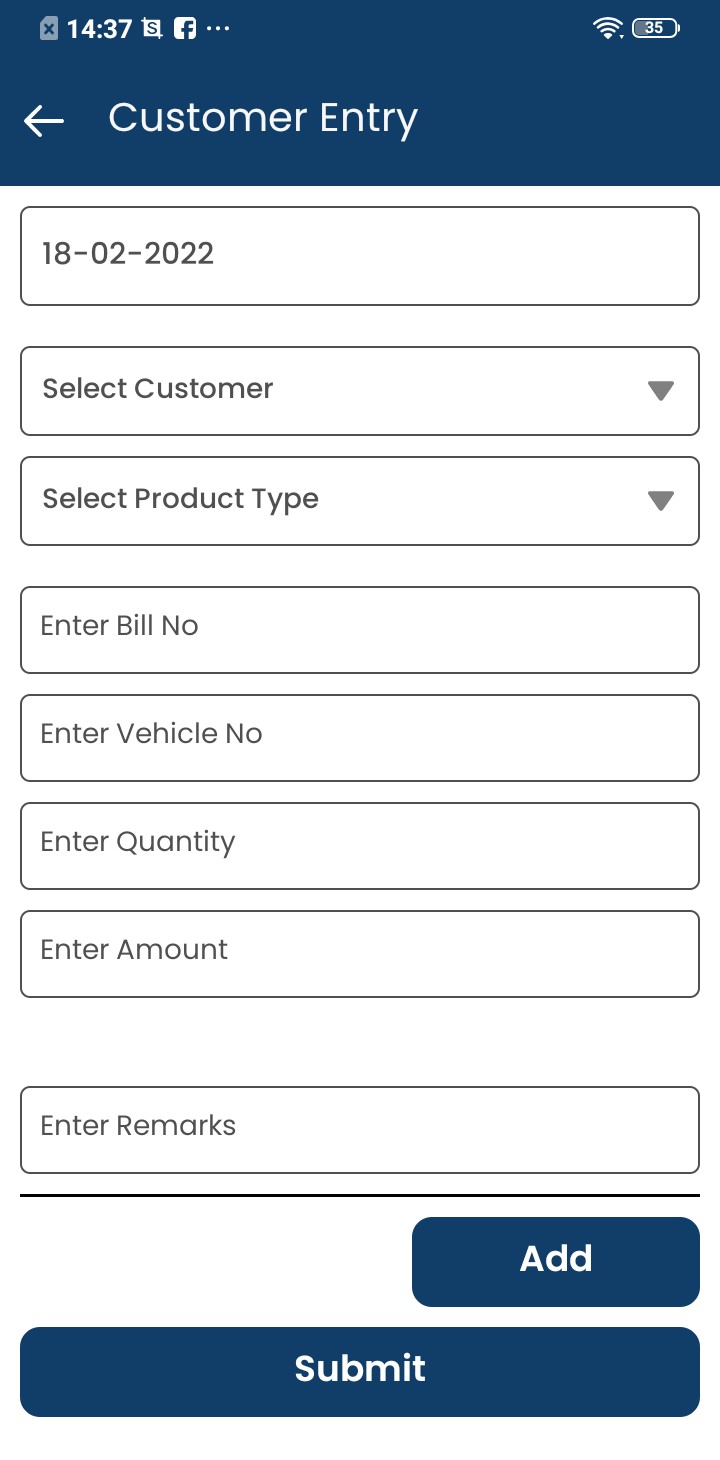 14:37
35
Customer Entry
18-02-2022
Select Customer
Select Product Type
Enter Bill No
Enter Vehicle No
Enter Quantity
Enter Amount
Enter Remarks
Add
Submit